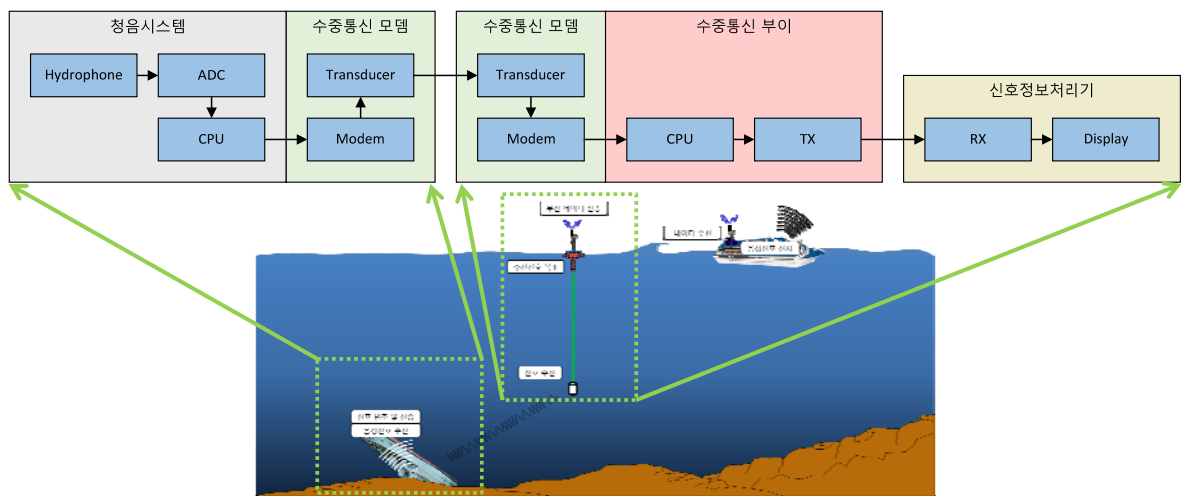 청음시스템
수중통신 모뎀
수중통신 모뎀
수중통신 부이
신호정보처리기
Hydrophone
ADC
CPU
Transducer
Modem
Transducer
Modem
CPU
TX
RX
Display